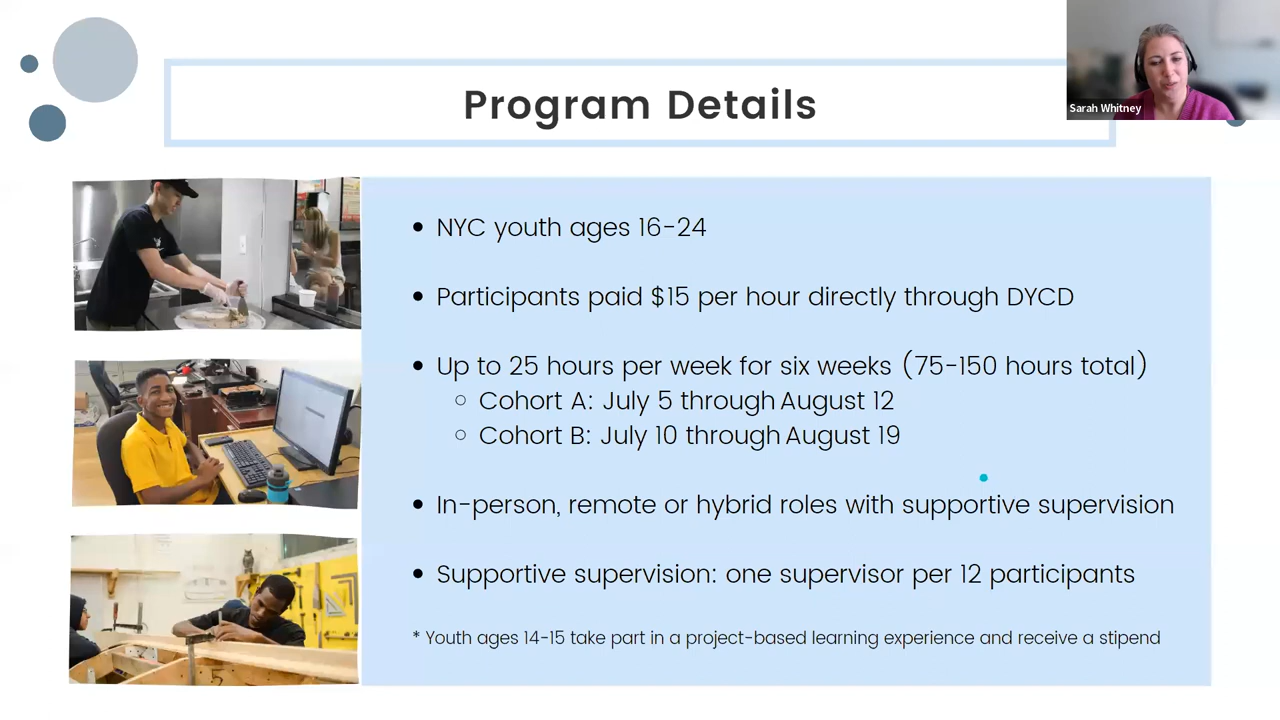 Program Details
Sarah Whitney
• NYC youth ages 16-24
• Participants paid $15 per hour directly through DYCD
• Up to 25 hours per week for six weeks (75-150 hours total)
○ Cohort A: July 5 through August 12
○ Cohort B: July 10 through August 19
• In-person, remote or hybrid roles with supportive supervision
• Supportive supervision: one supervisor per 12 participants
* Youth ages 14-15 take part in a project-based learning experience and receive a stipend